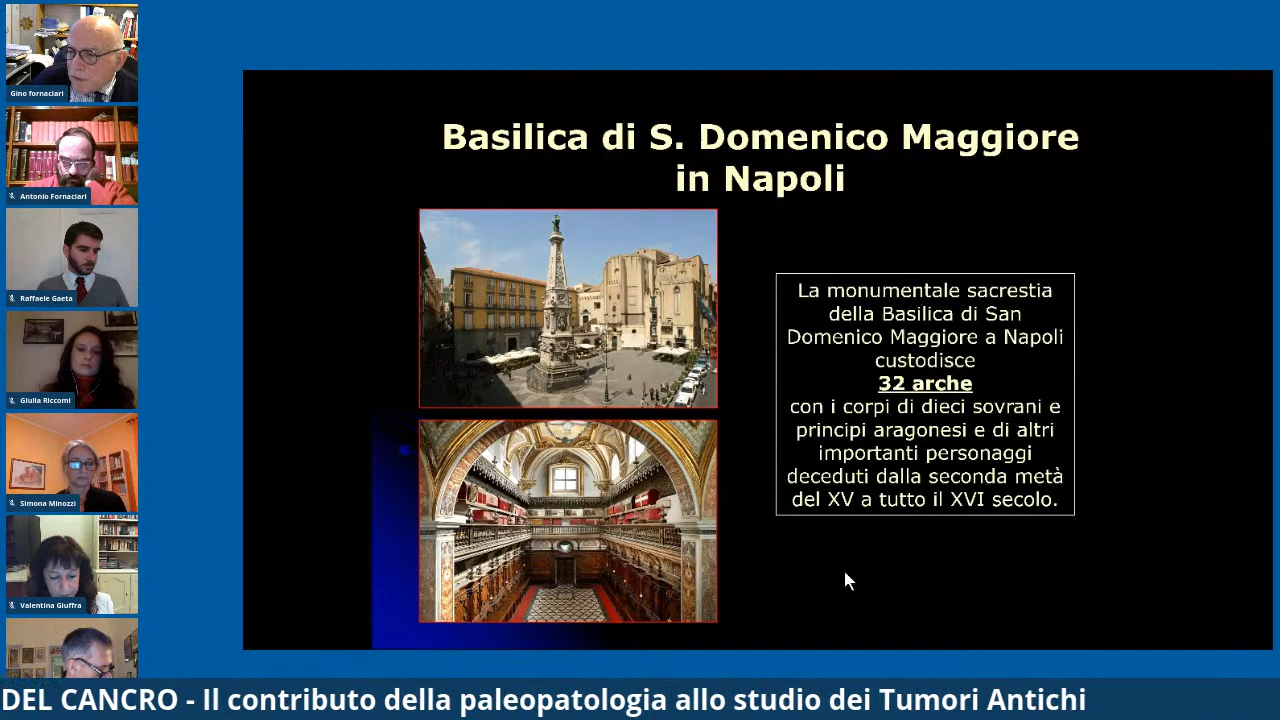 Gino fornaciari
Antonio Fornaciari
Raffaele Gaeta
Giulia Riccomi
Simona Minozzi
Valentina Giuffra
Basilica di S. Domenico Maggiore
in Napoli
La monumentale sacrestia
della Basilica di San
Domenico Maggiore a Napoli
custodisce
32 arche
con i corpi di dieci sovrani e
principi aragonesi e di altri
importanti personaggi
deceduti dalla seconda metà
del XV a tutto il XVI secolo.
DEL CANCRO - Il contributo della paleopatologia allo studio dei Tumori Antichi